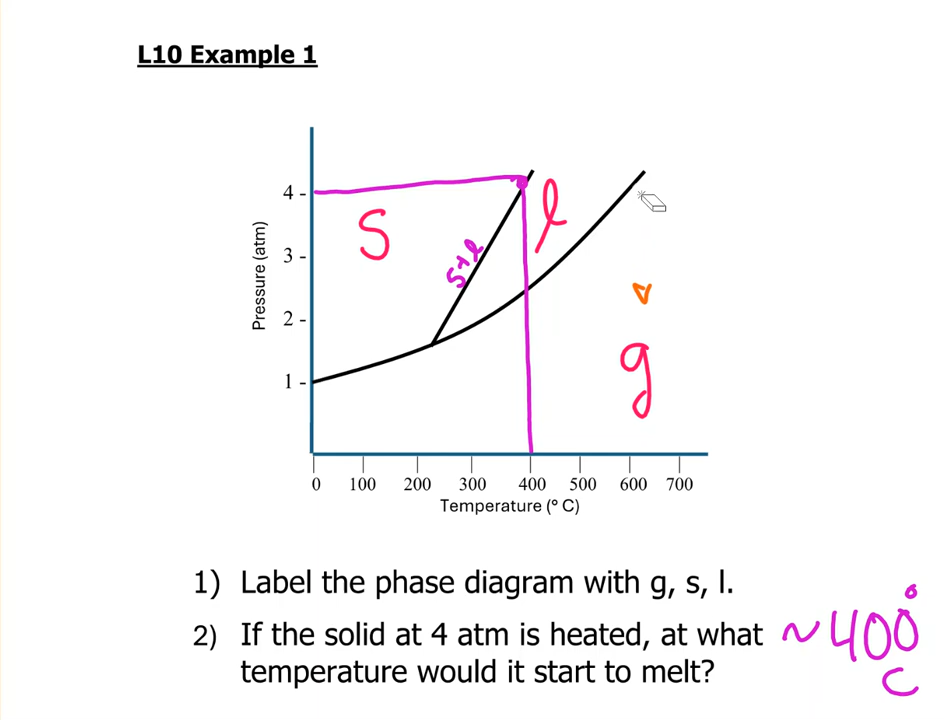 L10 Example 1
4 -
S
l
s+l
3 -
Pressure (atm)
2 -
g
1 -
0 100 200 300 400 500 600 700
Temperature (° C)
1) Label the phase diagram with g, s, l.
2) If the solid at 4 atm is heated, at what ~400°
temperature would it start to melt? C